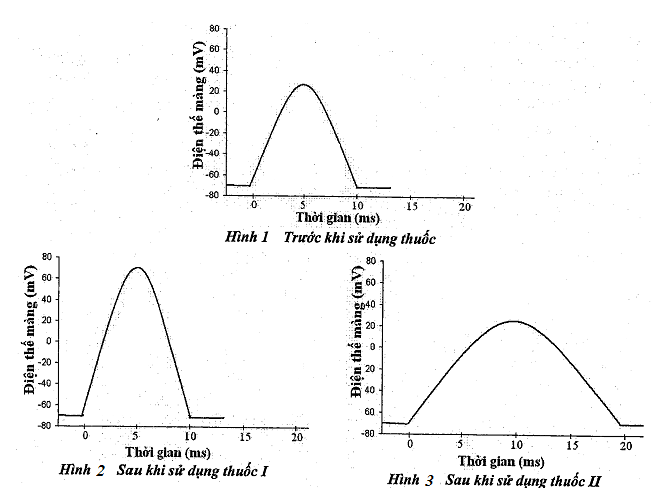 Điện thế màng (mV)
80
60
40
20
0
-20
-40
-60
-80
0 5 10 15 20
Thời gian (ms)
Hình 1 Trước khi sử dụng thuốc
Điện thế màng (mV)
80
60
40
20
0
-20
-40
-60
-80
0 5 10 15 20
Thời gian (ms)
Hình 2 Sau khi sử dụng thuốc I
Điện thế màng (mV)
80
60
40
20
0
20
40
60
80
0 5 10 15 20
Thời gian (ms)
Hình 3 Sau khi sử dụng thuốc II